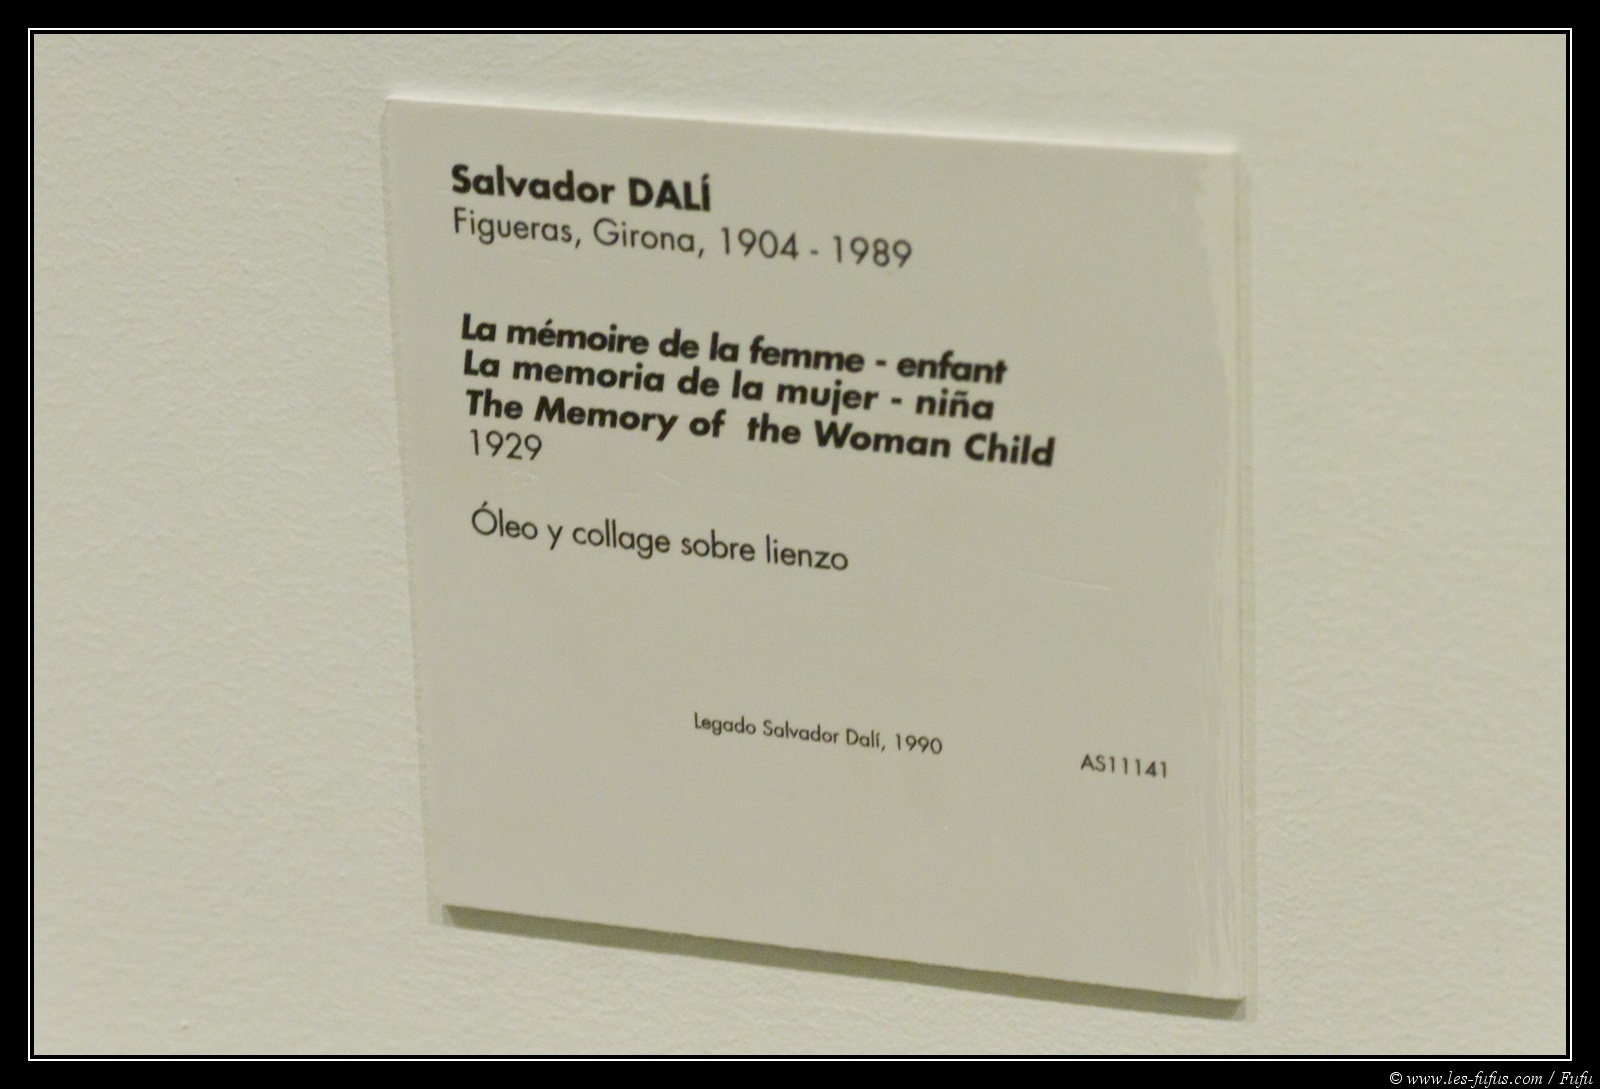 Salvador DALÍ
Figueras, Girona, 1904 - 1989
La mémoire de la femme - enfant
La memoria de la mujer - niña
The Memory of the Woman Child
1929
Óleo y collage sobre lienzo
Legado Salvador Dalí, 1990
AS11141
© www.les-fufus.com / Fufu